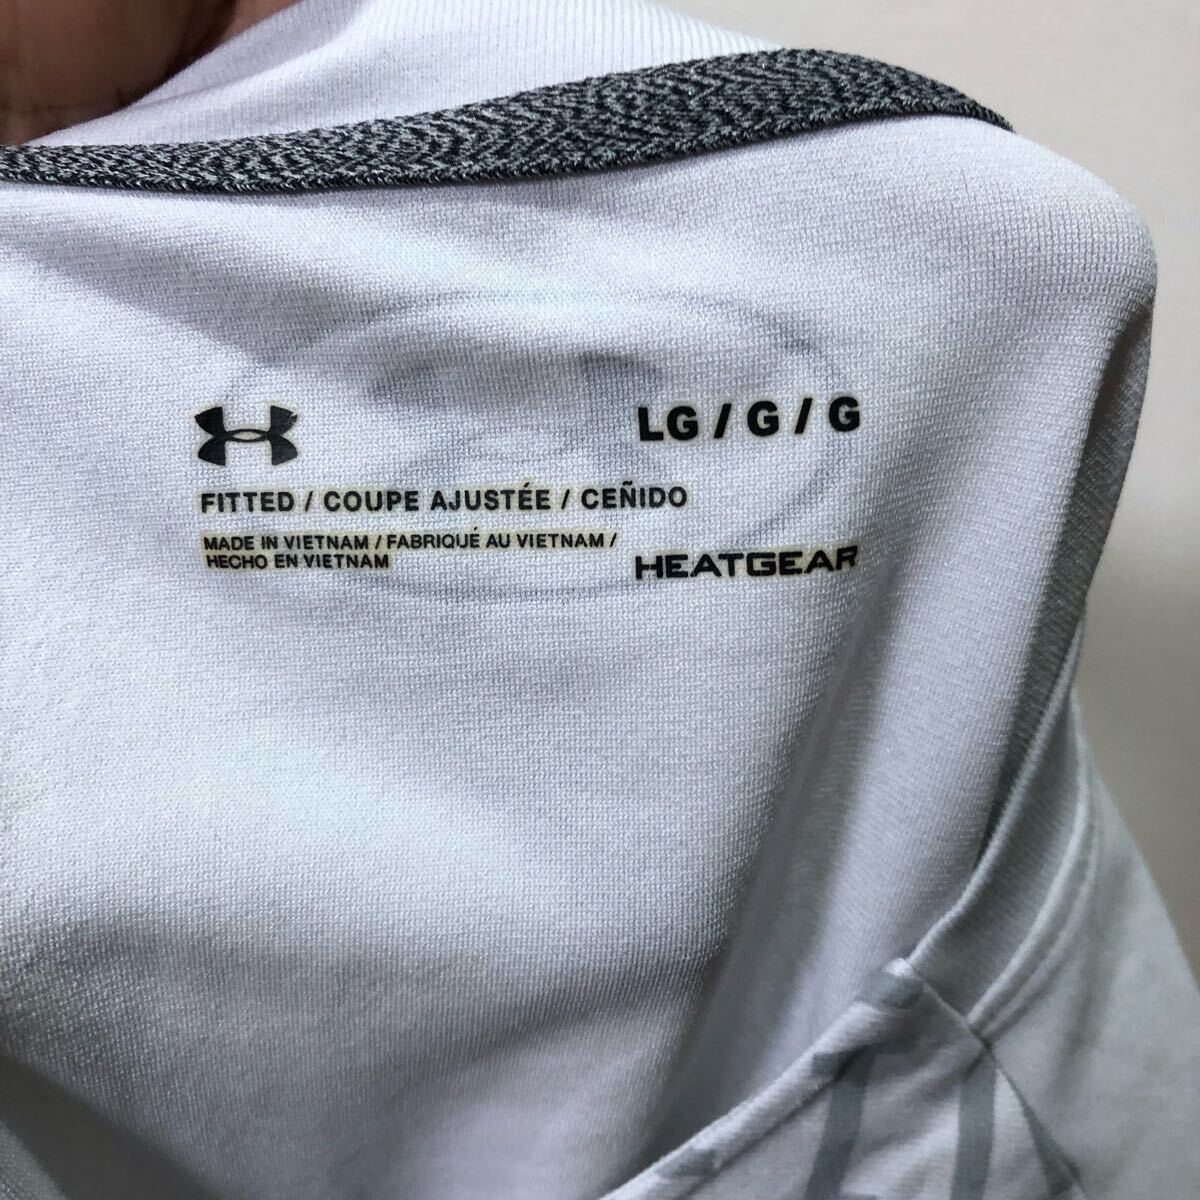 LG / G / G
FITTED / COUPE AJUSTÉE / CEÑIDO
MADE IN VIETNAM / FABRIQUÉ AU VIETNAM /
HECHO EN VIETNAM
HEATGEAR